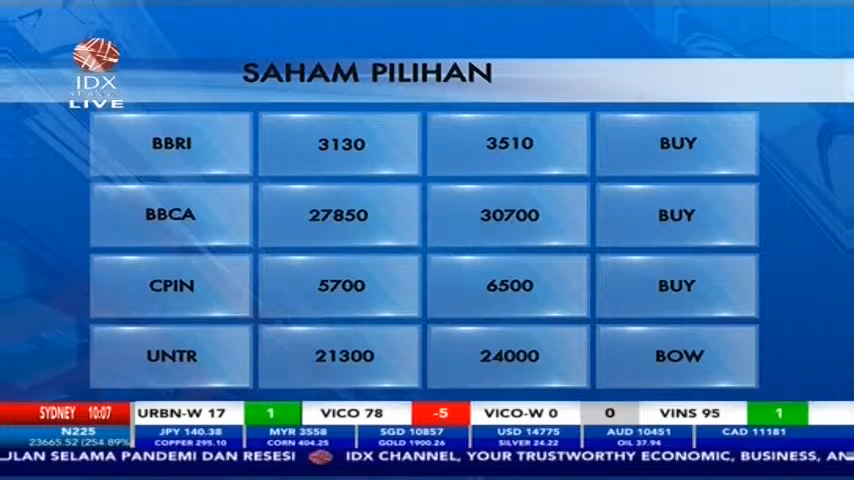 IDX
LIVE
SAHAM PILIHAN
BBRI 3130 3510 BUY
BBCA 27850 30700 BUY
CPIN 5700 6500 BUY
UNTR 21300 24000 BOW
SYDNEY 10:07 URBN-W 17 1 VICO 78 -5 VICO-W 0 0 VINS 95 1
N225 JPY 140.38 MYR 3558 SGD 10857 USD 14775 AUD 10451 CAD 11181
23665.52 (254.89%) COPPER 295.10 CORN 404.25 GOLD 1900.26 SILVER 24.22 OIL 37.94
ULAN SELAMA PANDEMI DAN RESESI IDX CHANNEL, YOUR TRUSTWORTHY ECONOMIC, BUSINESS, AN